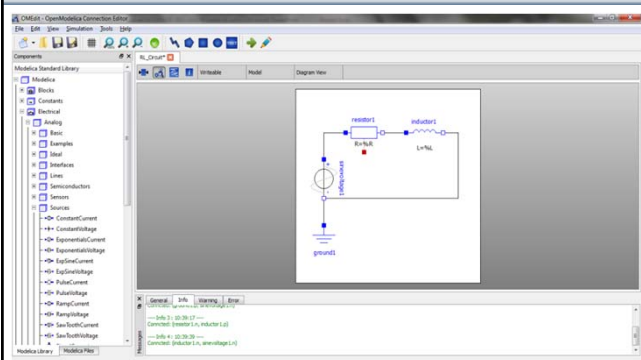 OMEdit - OpenModelica Connection Editor
File Edit View Simulation Tools Help
Components
RL_Circuit*
Modelica Standard Library
Writeable Model Diagram View
Modelica
Blocks
Constants
Electrical
Analog
Basic
Examples
Ideal
Interfaces
Lines
Semiconductors
Sensors
Sources
ConstantCurrent
ConstantVoltage
ExponentialsCurrent
ExponentialsVoltage
ExpSineCurrent
ExpSineVoltage
PulseCurrent
PulseVoltage
RampCurrent
RampVoltage
SawToothCurrent
SawToothVoltage
Modelica Library Modelica Files
resistor1
inductor1
R=%R
L=%L
sinevoltage1
ground1
General Info Warning Error
Messages
---- Info 3 : 10:39:17 ----
Connected: (resistor1.n, inductor1.p)
---- Info 4 : 10:39:29 ----
Connected: (inductor1.n, sinevoltage1.n)